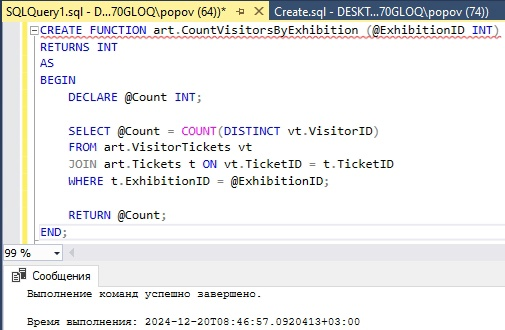 SQLQuery1.sql - D...70GLOQ\popov (64))*
Create.sql - DESKT...70GLOQ\popov (74))
CREATE FUNCTION art.CountVisitorsByExhibition (@ExhibitionID INT)
RETURNS INT
AS
BEGIN
DECLARE @Count INT;
SELECT @Count = COUNT(DISTINCT vt.VisitorID)
FROM art.VisitorTickets vt
JOIN art.Tickets t ON vt.TicketID = t.TicketID
WHERE t.ExhibitionID = @ExhibitionID;
RETURN @Count;
END;
99 %
Сообщения
Выполнение команд успешно завершено.
Время выполнения: 2024-12-20T08:46:57.0920413+03:00